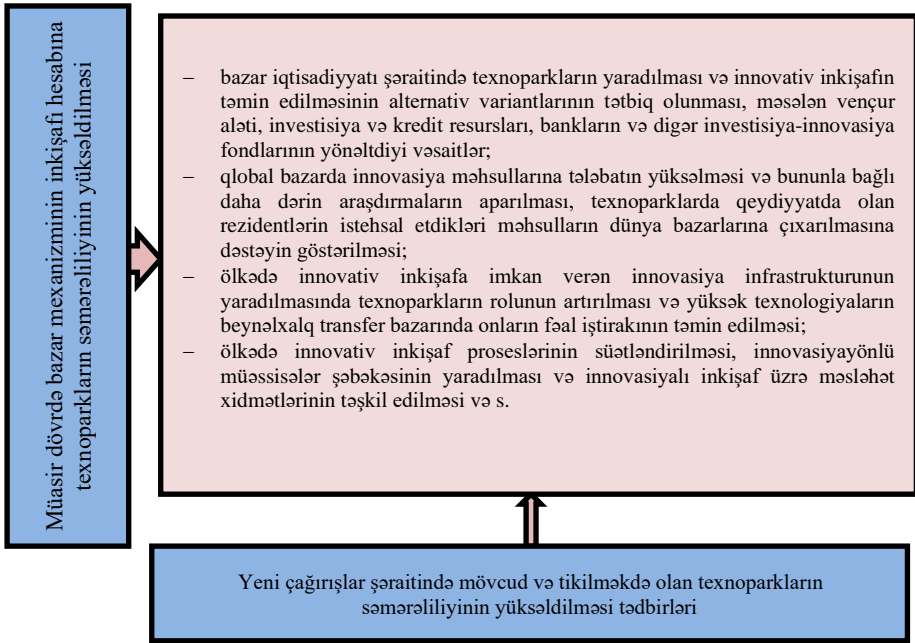 Müasir dövrdə bazar mexanizminin inkişafı hesabına
texnoparkların səmərəliliyinin yüksəldilməsi
– bazar iqtisadiyyatı şəraitində texnoparkların yaradılması və innovativ inkişafın
təmin edilməsinin alternativ variantlarının tətbiq olunması, məsələn vençur
aləti, investisiya və kredit resursları, bankların və digər investisiya-innovasiya
fondlarının yönəltdiyi vəsaitlər;
– qlobal bazarda innovasiya məhsullarına tələbatın yüksəlməsi və bununla bağlı
daha dərin araşdırmaların aparılması, texnoparklarda qeydiyyatda olan
rezidentlərin istehsal etdikləri məhsulların dünya bazarlarına çıxarılmasına
dəstəyin göstərilməsi;
– ölkədə innovativ inkişafa imkan verən innovasiya infrastrukturunun
yaradılmasında texnoparkların rolunun artırılması və yüksək texnologiyaların
beynəlxalq transfer bazarında onların fəal iştirakının təmin edilməsi;
– ölkədə innovativ inkişaf proseslərinin süətləndirilməsi, innovasiyayönlü
müəssisələr şəbəkəsinin yaradılması və innovasiyalı inkişaf üzrə məsləhət
xidmətlərinin təşkil edilməsi və s.
Yeni çağırışlar şəraitində mövcud və tikilməkdə olan texnoparkların
səmərəliliyinin yüksəldilməsi tədbirləri